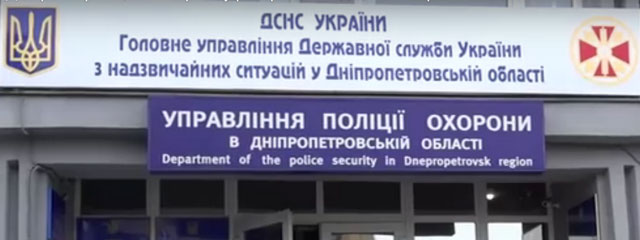 ДСНС УКРАЇНИ
Головне управління Державної служби України
з надзвичайних ситуацій у Дніпропетровській області
УПРАВЛІННЯ ПОЛІЦІЇ ОХОРОНИ
В ДНІПРОПЕТРОВСЬКІЙ ОБЛАСТІ
Department of the police security in Dnepropetrovsk region